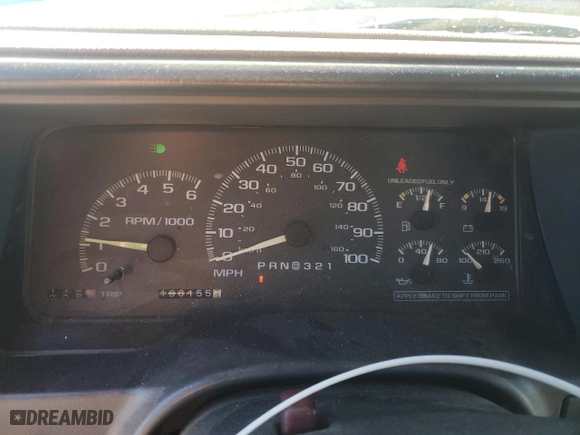 0 1 2 3 4 5 6
RPM/1000
TRIP
0 10 20 30 40 50 60 70 80 90 100
20 40 60 80 100 120 140 160
MPH
PRN 321
UNLEADED FUEL ONLY
E 1/2 F
9 14 19
0 40 80
100 210 260
APPLY BRAKE TO SHIFT FROM PARK
DREAMBID